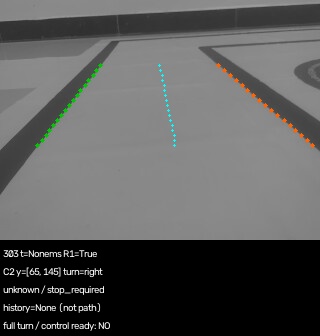 303 t=Nonems R1=True
C2 y=[65, 145] turn=right
unknown / stop_required
history=None (not path)
full turn / control ready: NO